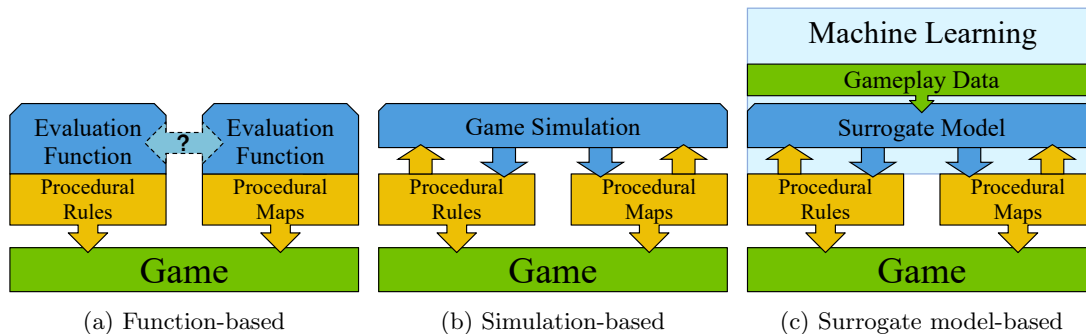 Evaluation
Function
?
Evaluation
Function
Procedural
Rules
Procedural
Maps
Game
(a) Function-based
Game Simulation
Procedural
Rules
Procedural
Maps
Game
(b) Simulation-based
Machine Learning
Gameplay Data
Surrogate Model
Procedural
Rules
Procedural
Maps
Game
(c) Surrogate model-based